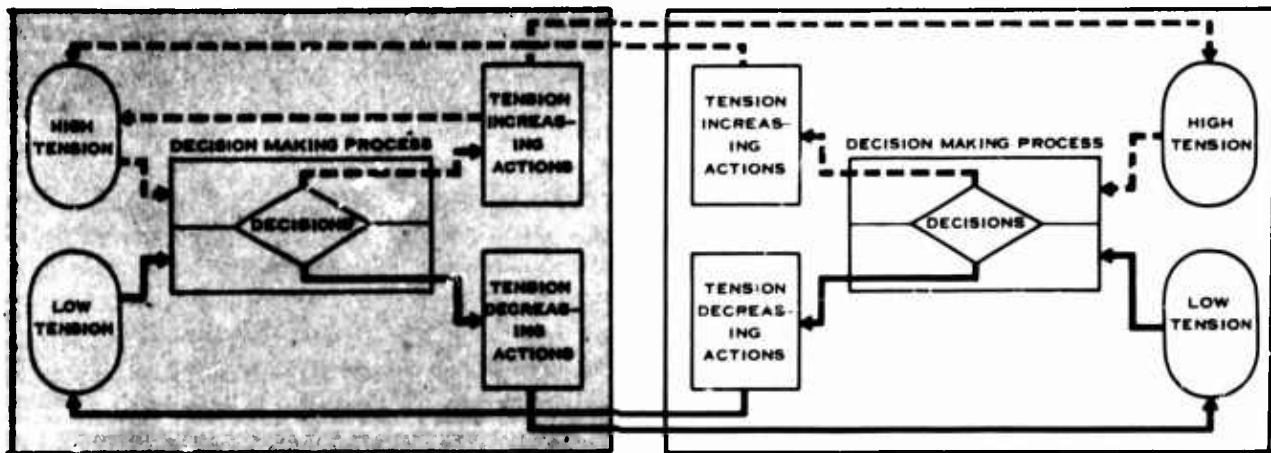 HIGH
TENSION
LOW
TENSION
DECISION MAKING PROCESS
DECISIONS
TENSION
INCREAS-
ING
ACTIONS
TENSION
DECREAS-
ING
ACTIONS
TENSION
INCREAS-
ING
ACTIONS
TENSION
DECREAS-
ING
ACTIONS
DECISION MAKING PROCESS
DECISIONS
HIGH
TENSION
LOW
TENSION